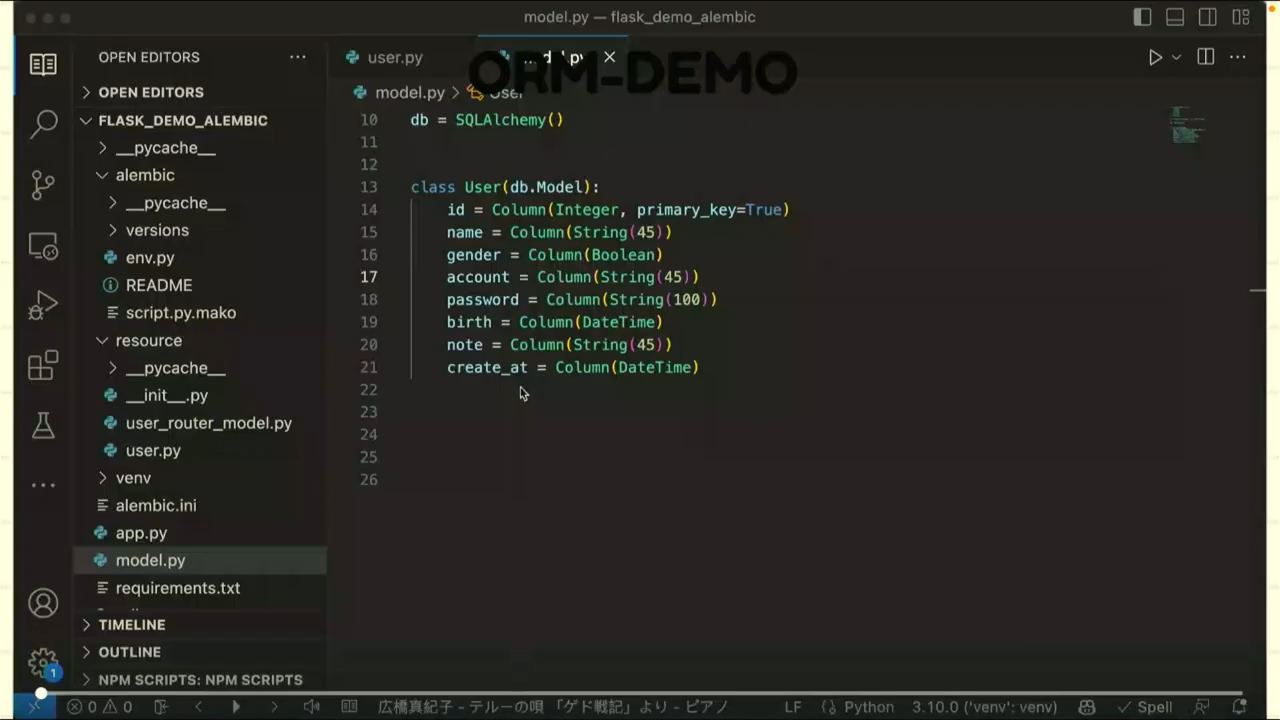 model.py — flask_demo_alembic
OPEN EDITORS
user.py
ORM-DEMO
OPEN EDITORS
model.py
User
FLASK_DEMO_ALEMBIC
__pycache__
alembic
__pycache__
versions
env.py
README
script.py.mako
resource
__pycache__
__init__.py
user_router_model.py
user.py
venv
alembic.ini
app.py
model.py
requirements.txt
TIMELINE
OUTLINE
NPM SCRIPTS: NPM SCRIPTS
10 db = SQLAlchemy()
11
12
13 class User(db.Model):
14 id = Column(Integer, primary_key=True)
15 name = Column(String(45))
16 gender = Column(Boolean)
17 account = Column(String(45))
18 password = Column(String(100))
19 birth = Column(DateTime)
20 note = Column(String(45))
21 create_at = Column(DateTime)
22
23
24
25
26
1
0 0 広橋真紀子 - テルーの唄 「ゲド戦記」より - ピアノ LF Python 3.10.0 ('venv': venv) Spell